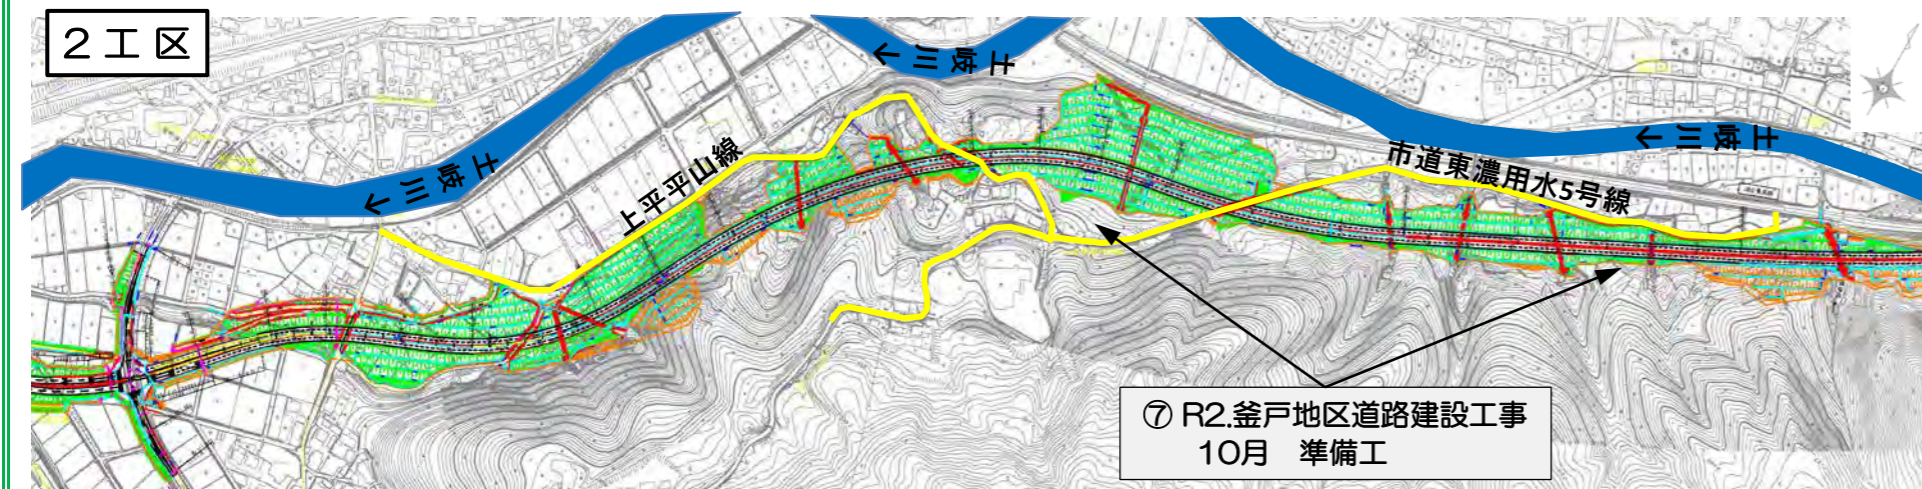 ２工区
土岐川→
土岐川→
土岐川→
上平平山線
市道東濃用水5号線
⑦ R2.釜戸地区道路建設工事
10月　準備工